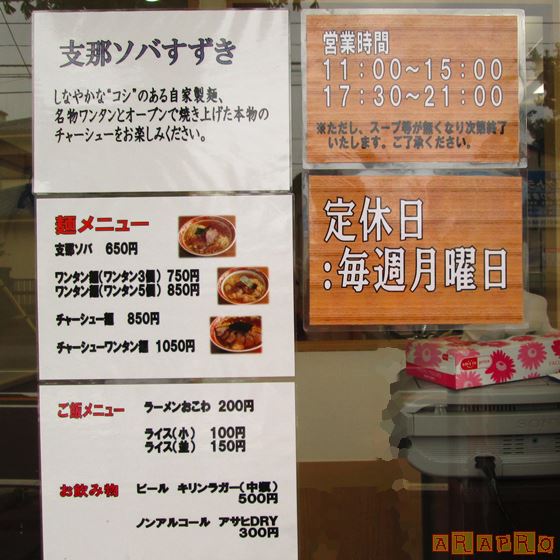 支那ソバすずき
しなやかな“コシ”のある自家製麺、
名物ワンタンとオーブンで焼き上げた本物の
チャーシューをお楽しみください。
麺メニュー
支那ソバ 650円
ワンタン麺(ワンタン3個) 750円
ワンタン麺(ワンタン5個) 850円
チャーシュー麺 850円
チャーシューワンタン麺 1050円
ご飯メニュー
ラーメンおこわ 200円
ライス(小) 100円
ライス(並) 150円
お飲み物
ビール キリンラガー(中瓶)
500円
ノンアルコール アサヒDRY
300円
営業時間
11:00～15:00
17:30～21:00
※ただし、スープ等が無くなり次第終了
いたします。ご了承ください。
定休日
:毎週月曜日
SONY
ARAPRO